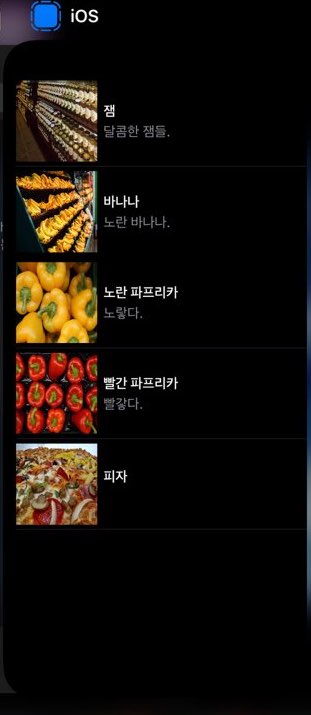 iOS
잼
달콤한 잼들.
바나나
노란 바나나.
노란 파프리카
노랗다.
빨간 파프리카
빨갛다.
피자